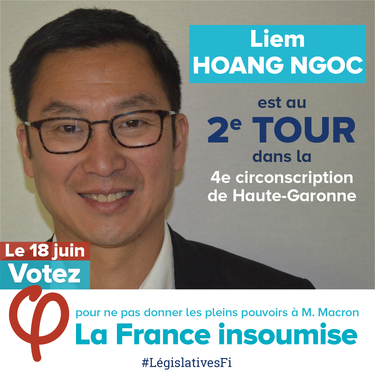 Liem
HOANG NGOC
est au
2e TOUR
dans la
4e circonscription
de Haute-Garonne
Le 18 juin
Votez
φ
pour ne pas donner les pleins pouvoirs à M. Macron
La France insoumise
#LégislativesFi